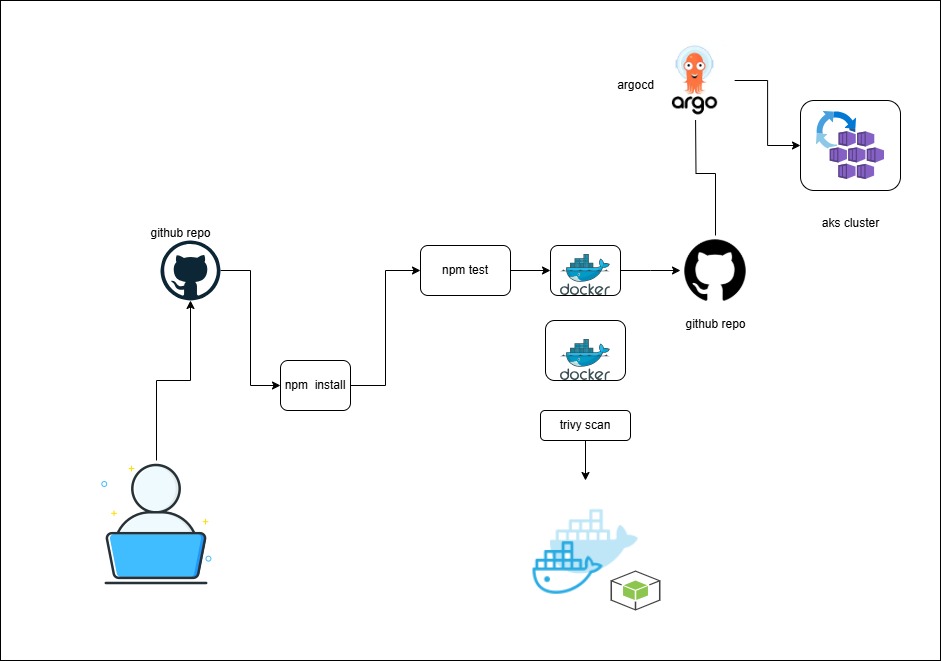 argocd
argo
aks cluster
github repo
npm test
docker
github repo
docker
npm  install
trivy scan